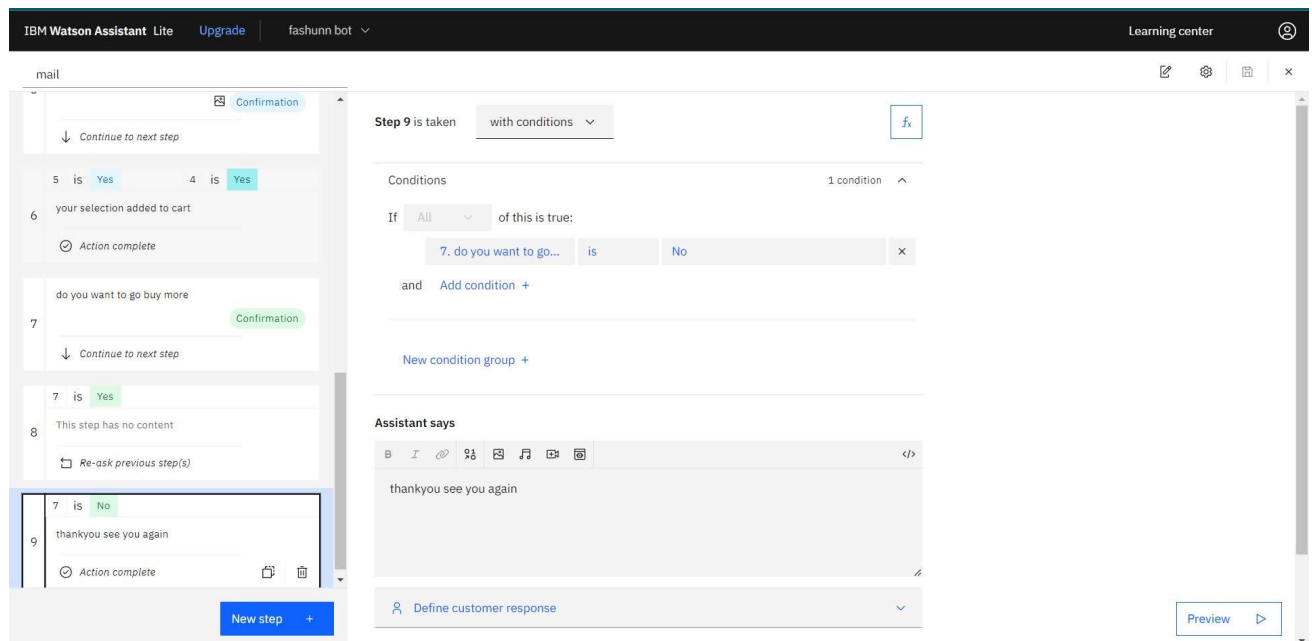 IBM Watson Assistant Lite Upgrade fashunn bot Learning center
mail
Confirmation
Continue to next step
5 is Yes 4 is Yes
6
your selection added to cart
Action complete
7
do you want to go buy more
Confirmation
Continue to next step
7 is Yes
8
This step has no content
Re-ask previous step(s)
7 is No
9
thankyou see you again
Action complete
New step +
Step 9 is taken with conditions
fx
Conditions 1 condition
If All of this is true:
7. do you want to go... is No ×
and Add condition +
New condition group +
Assistant says
B I </>
thankyou see you again
Define customer response
Preview